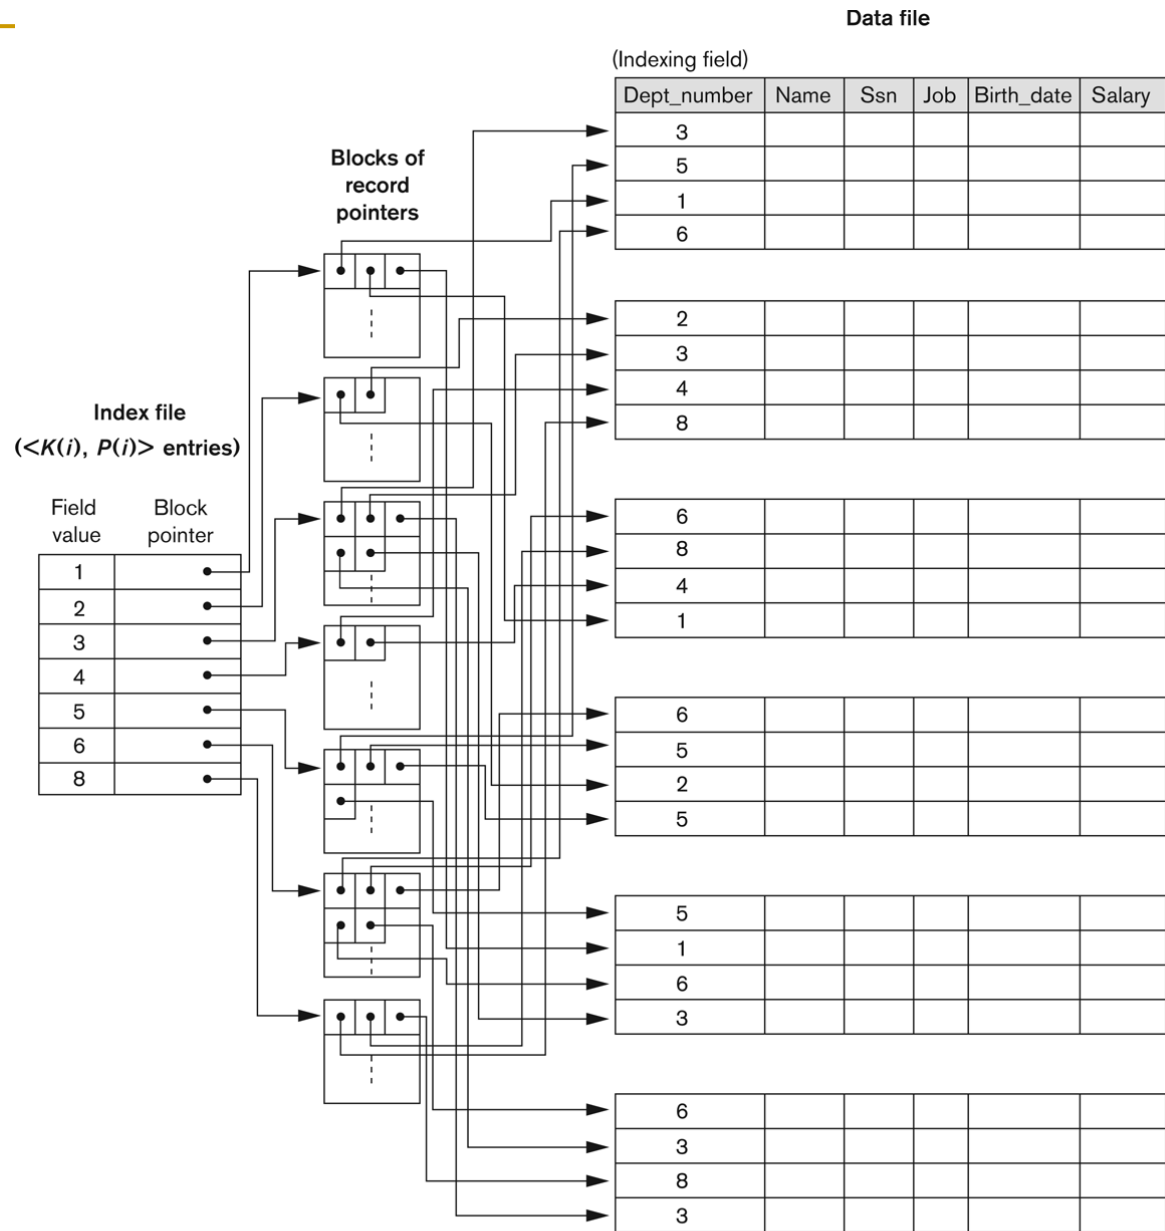 Data file
(Indexing field)
Dept_number Name Ssn Job Birth_date Salary
3
5
1
6
Blocks of
record
pointers
2
3
4
8
Index file
(<K(i), P(i)> entries)
Field
value
Block
pointer
1
2
3
4
5
6
8
6
8
4
1
6
5
2
5
5
1
6
3
6
3
8
3